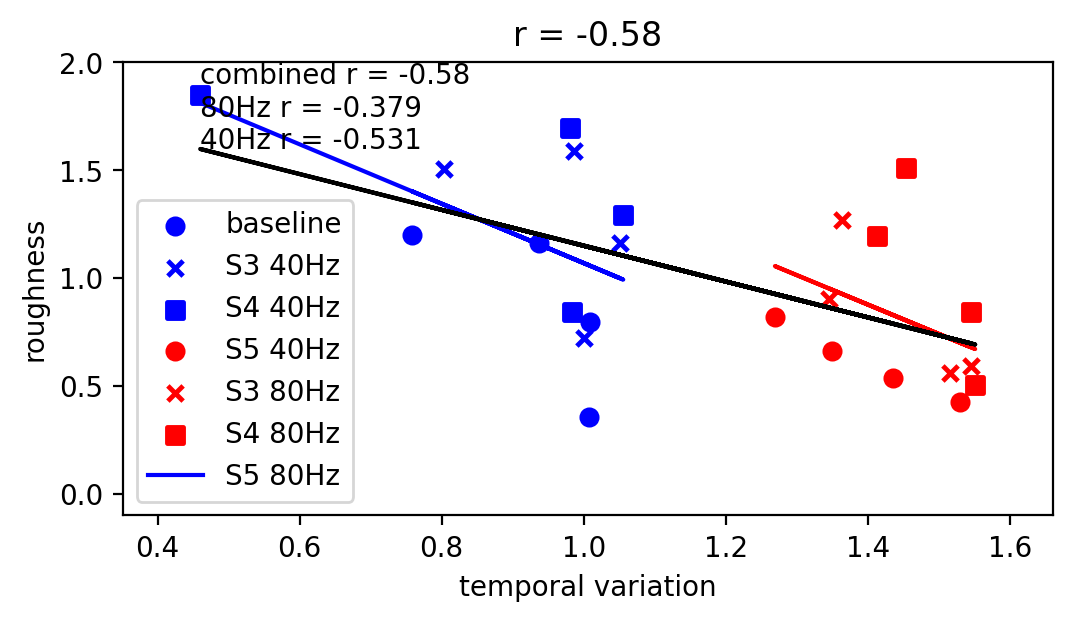 r = -0.58
combined r = -0.58
80Hz r = -0.379
40Hz r = -0.531
2.0
1.5
1.0
0.5
0.0
roughness
baseline
S3 40Hz
S4 40Hz
S5 40Hz
S3 80Hz
S4 80Hz
S5 80Hz
0.4 0.6 0.8 1.0 1.2 1.4 1.6
temporal variation